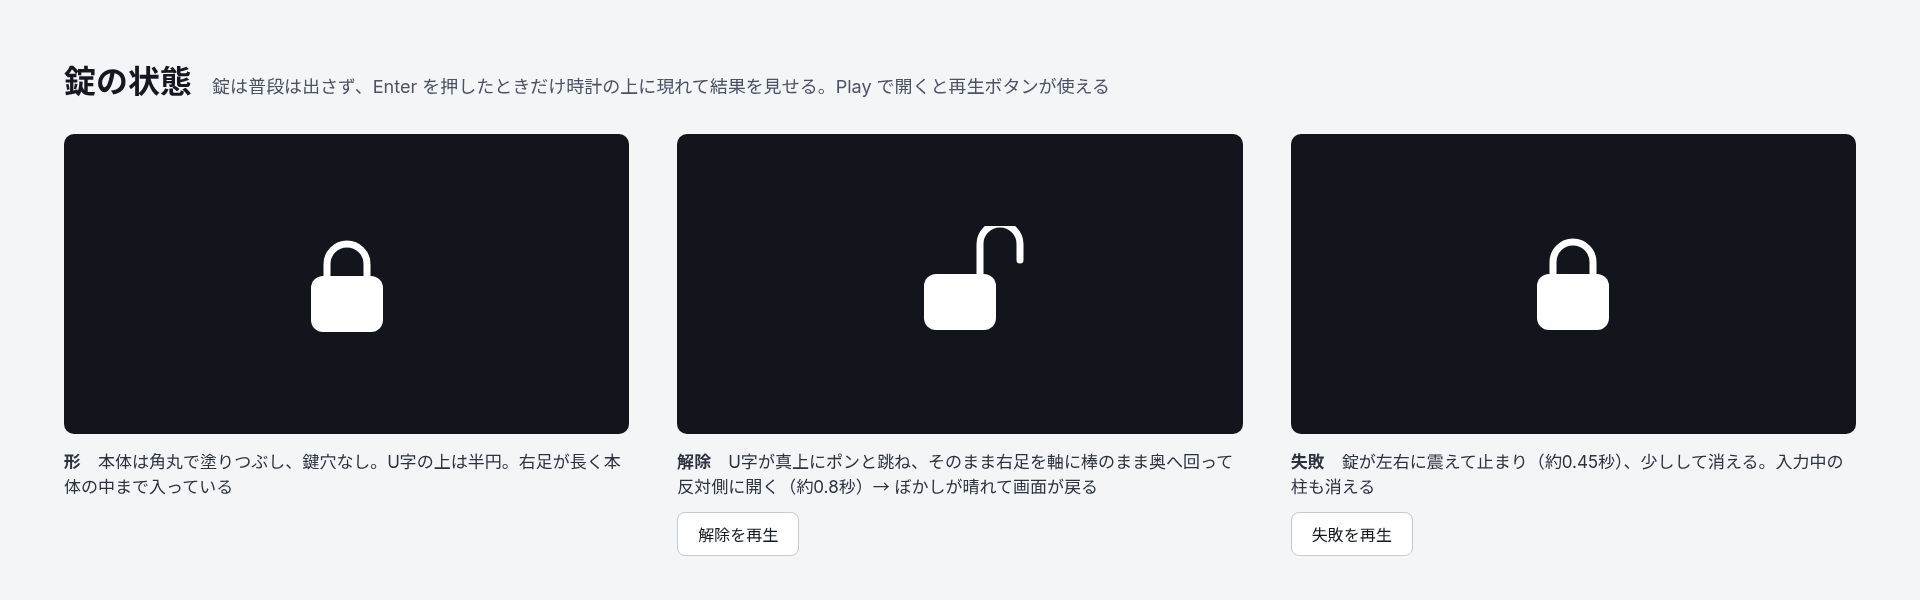 錠の状態
錠は普段は出さず、Enter を押したときだけ時計の上に現れて結果を見せる。Play で開くと再生ボタンが使える
形　本体は角丸で塗りつぶし、鍵穴なし。U字の上は半円。右足が長く本
体の中まで入っている
解除　U字が真上にポンと跳ね、そのまま右足を軸に棒のまま奥へ回って
反対側に開く（約0.8秒）→ ぼかしが晴れて画面が戻る
解除を再生
失敗　錠が左右に震えて止まり（約0.45秒）、少しして消える。入力中の
柱も消える
失敗を再生